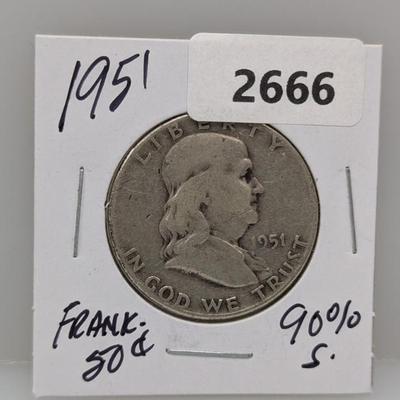 1951
2666
LIBERTY
1951
IN GOD WE TRUST
FRANK.
50¢
90%
S.